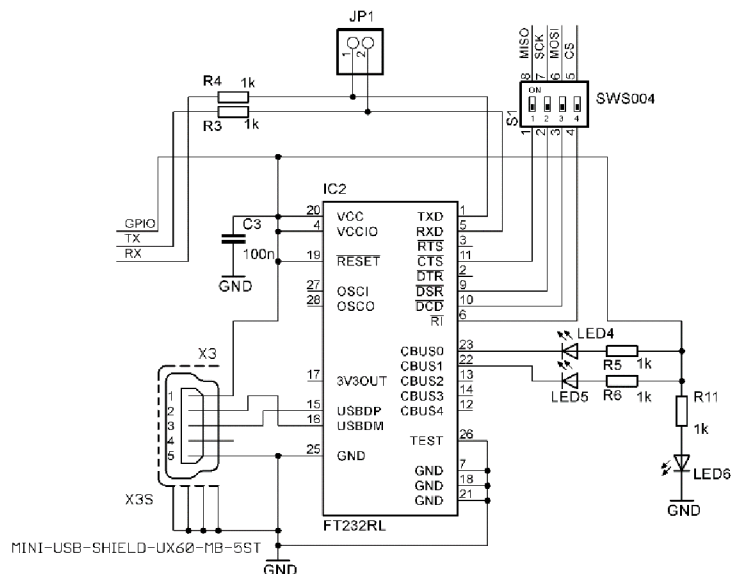 JP1
1 2
R4 1k
R3 1k
MISO SCK MOSI CS
8 7 6 5
ON
1 2 3 4
S1
SWS004
1 2 3 4
GPIO
TX
RX
C3
100n
GND
IC2
20 VCC TXD 1
4 VCCIO RXD 5
RTS 3
19 RESET CTS 11
DTR 2
27 OSCI DSR 9
28 OSCO DCD 10
RI 6
CBUS0 23
CBUS1 22
17 3V3OUT CBUS2 13
CBUS3 14
15 USBDP CBUS4 12
16 USBDM
TEST 26
25 GND
GND 7
GND 18
GND 21
FT232RL
LED4
R5 1k
LED5 R6 1k
R11
1k
LED6
GND
X3
1
2
3
4
5
X3S
MINI-USB-SHIELD-UX60-MB-5ST
GND